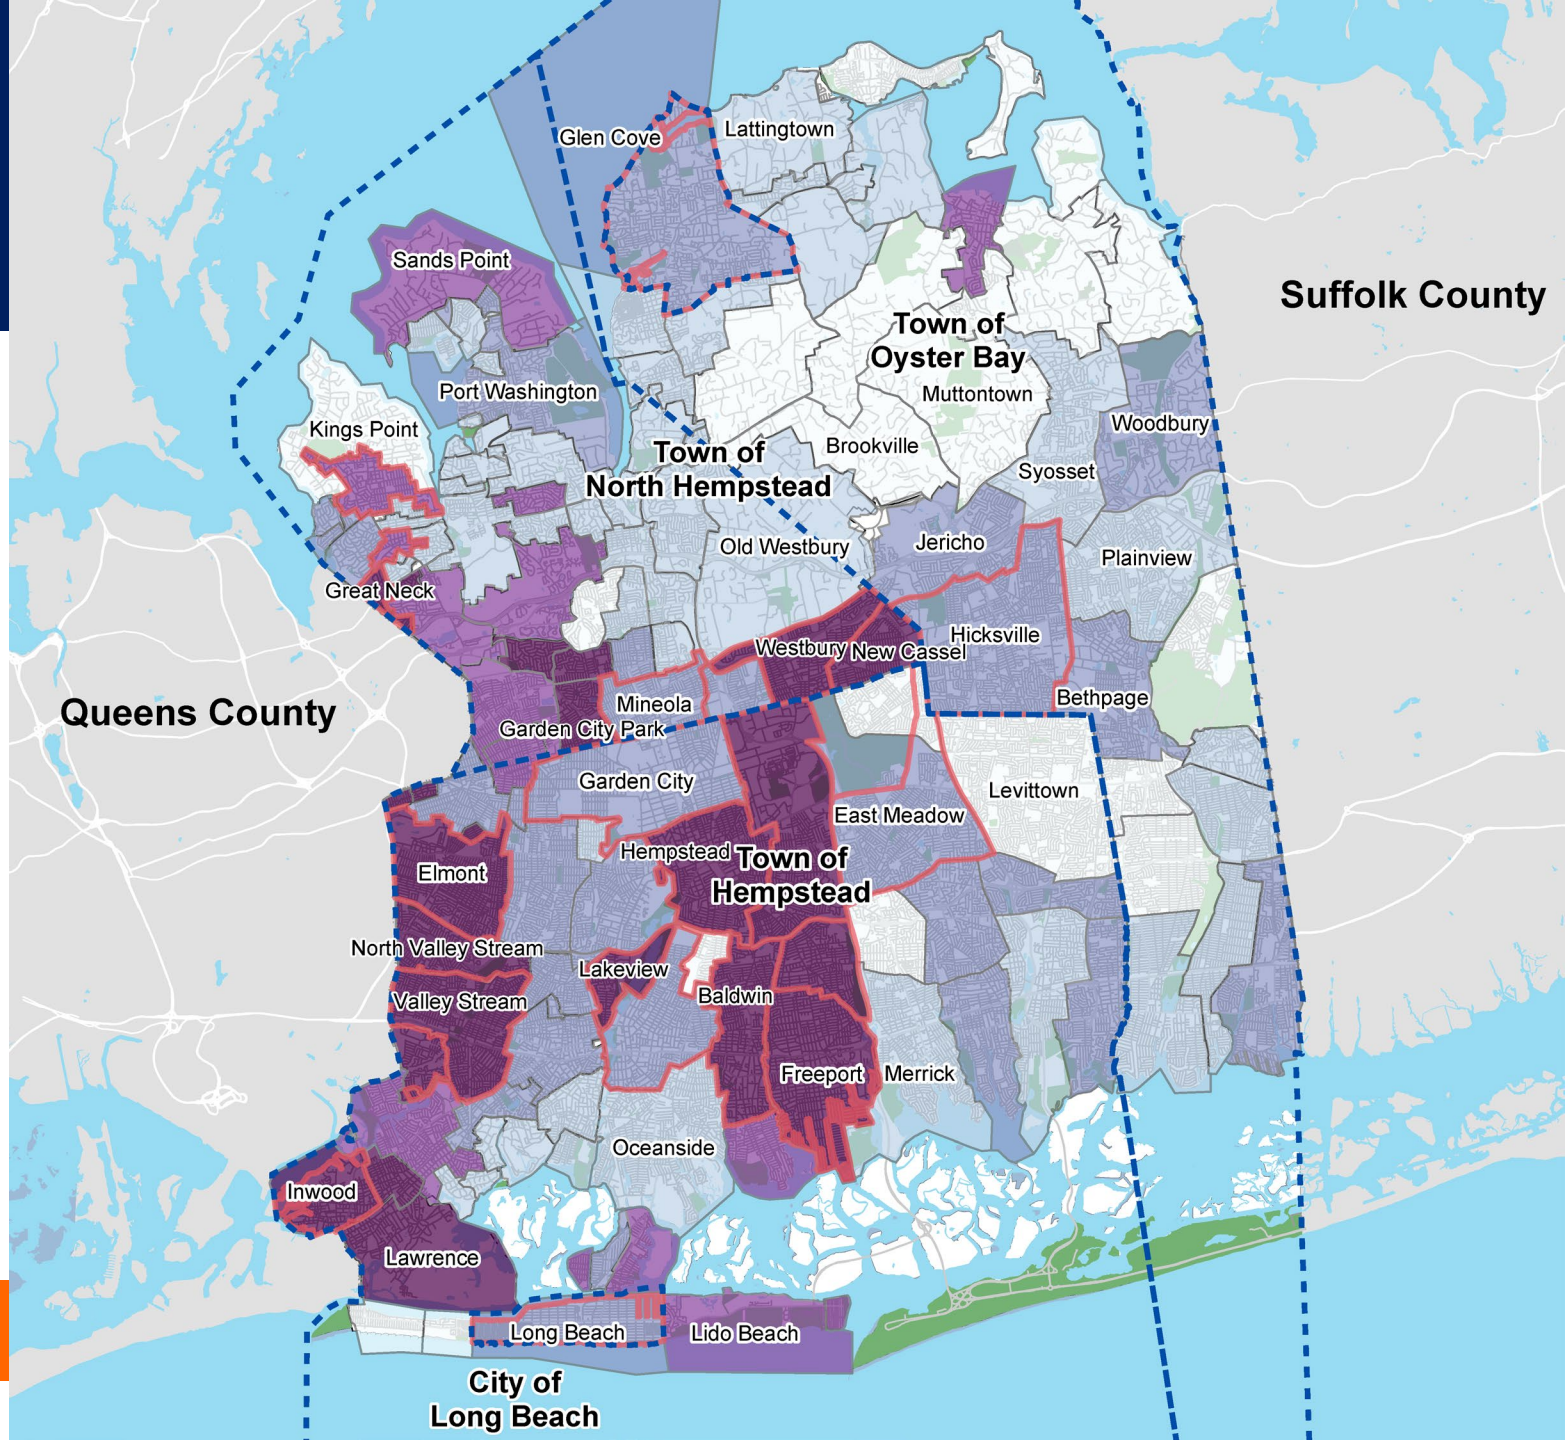 Glen Cove
Lattingtown
Sands Point
Suffolk County
Town of
Oyster Bay
Port Washington
Muttontown
Kings Point
Woodbury
Brookville
Town of
North Hempstead
Syosset
Old Westbury
Jericho
Plainview
Great Neck
Hicksville
Westbury
New Cassel
Queens County
Mineola
Bethpage
Garden City Park
Garden City
Levittown
East Meadow
Hempstead
Town of
Hempstead
Elmont
North Valley Stream
Lakeview
Valley Stream
Baldwin
Freeport
Merrick
Oceanside
Inwood
Lawrence
Long Beach
Lido Beach
City of
Long Beach